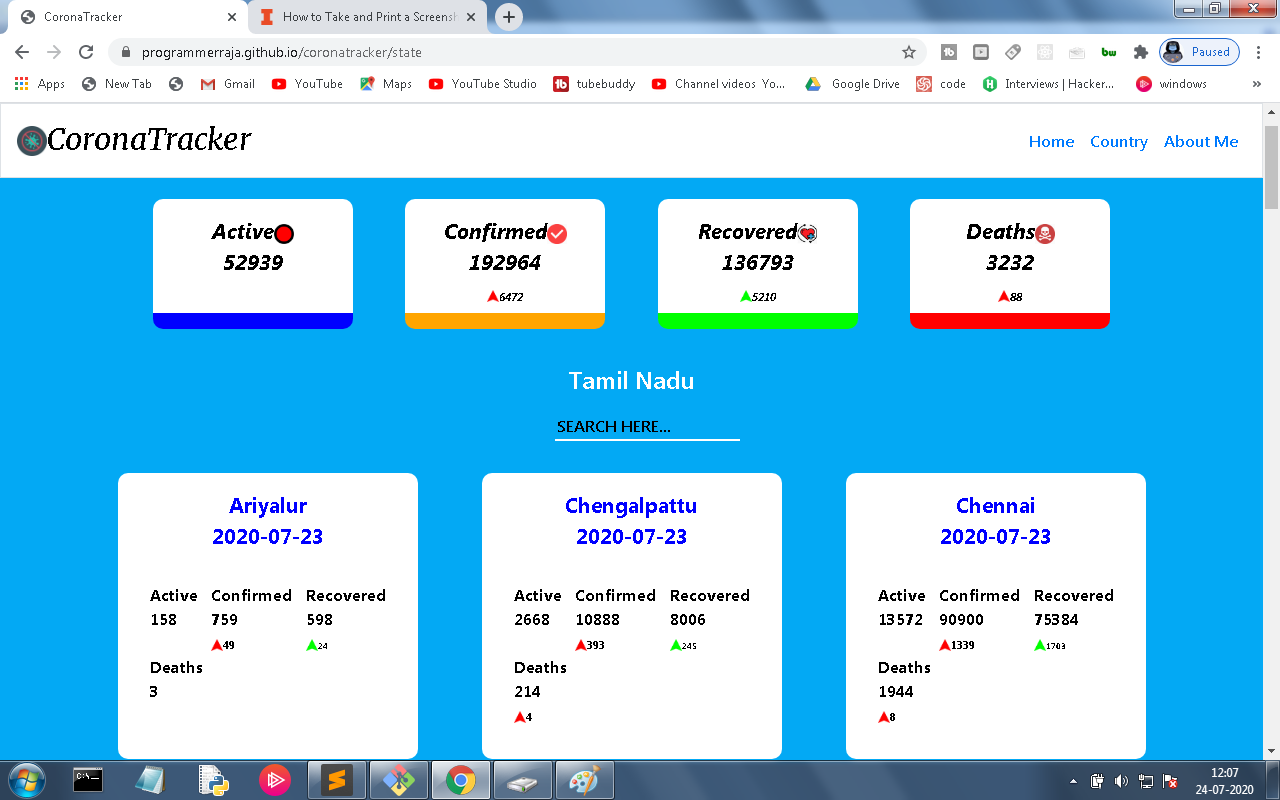 CoronaTracker
How to Take and Print a Screensh
programmerraja.github.io/coronatracker/state
Paused
Apps New Tab Gmail YouTube Maps YouTube Studio tubebuddy Channel videos Yo... Google Drive code Interviews | Hacker... windows »
CoronaTracker
Home Country About Me
Active
52939
Confirmed
192964
6472
Recovered
136793
5210
Deaths
3232
88
Tamil Nadu
SEARCH HERE...
Ariyalur
2020-07-23
Active Confirmed Recovered
158 759 598
49 24
Deaths
3
Chengalpattu
2020-07-23
Active Confirmed Recovered
2668 10888 8006
393 245
Deaths
214
4
Chennai
2020-07-23
Active Confirmed Recovered
13572 90900 75384
1339 1703
Deaths
1944
8
12:07
24-07-2020